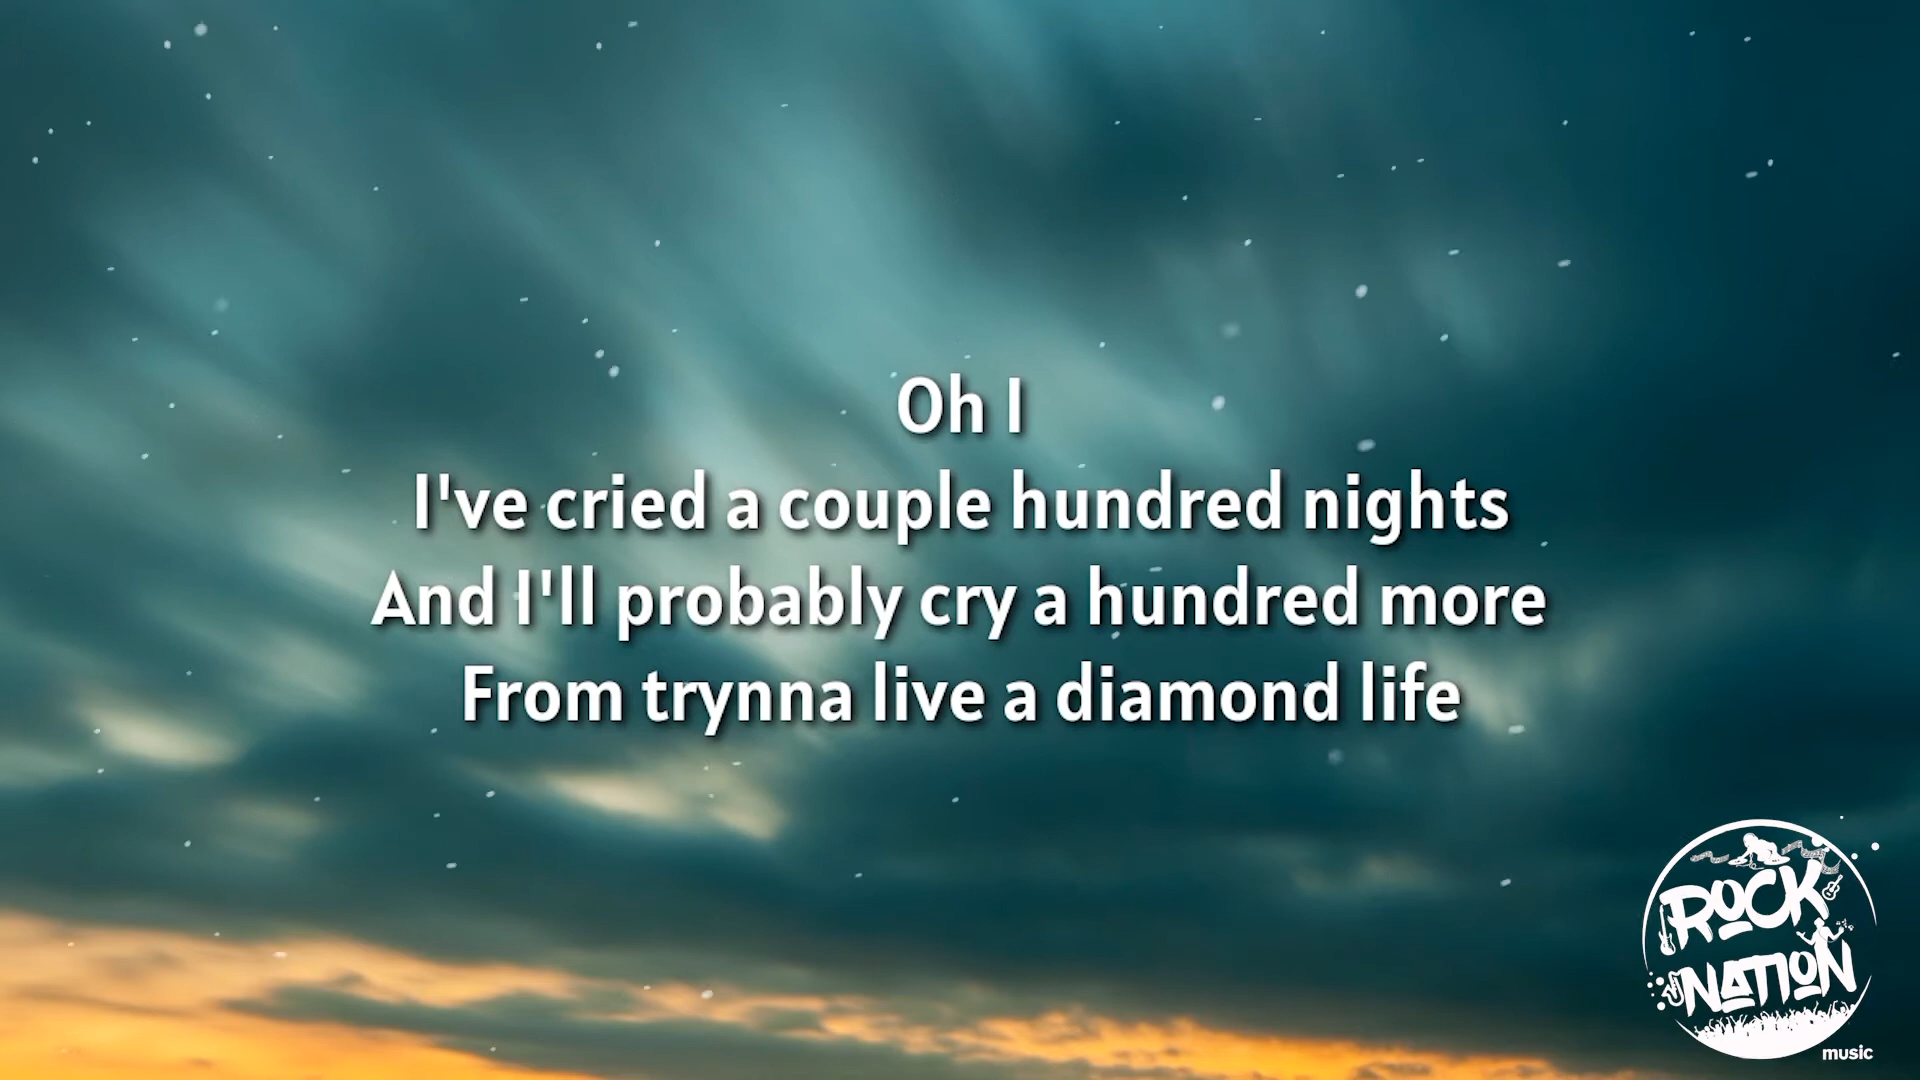 Oh I
I've cried a couple hundred nights
And I'll probably cry a hundred more
From trynna live a diamond life
ROCK
NATION
music